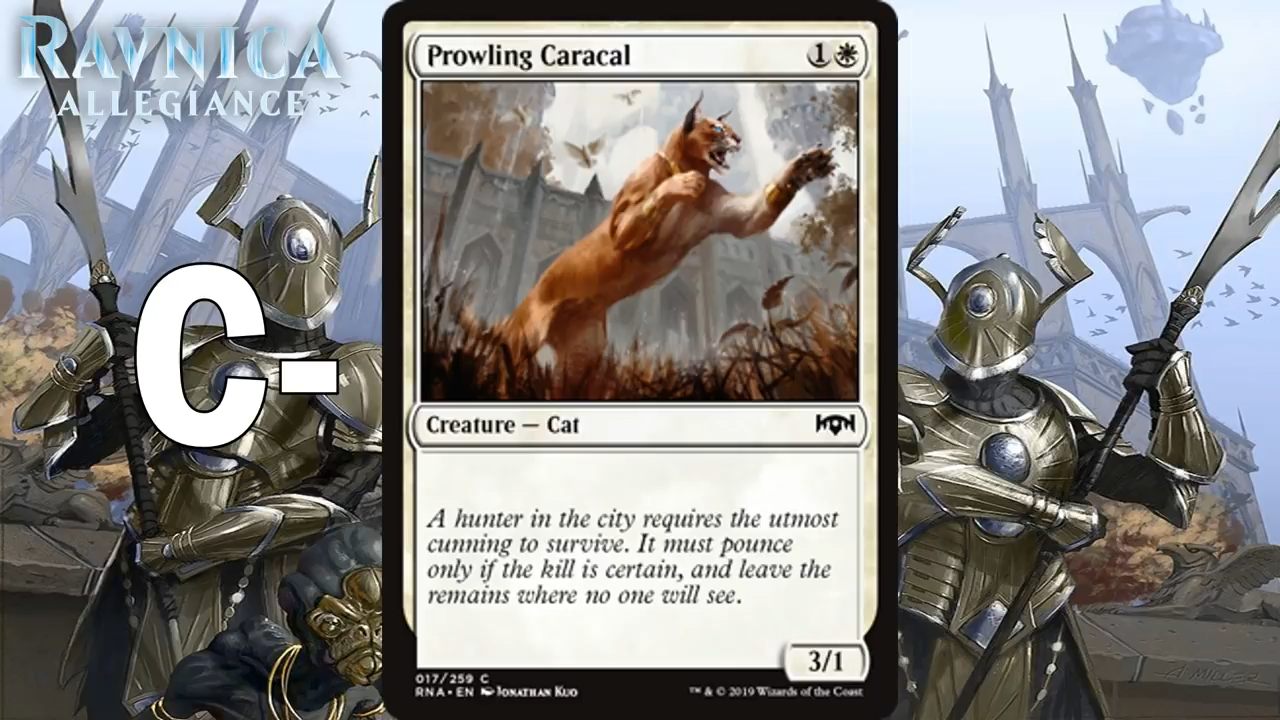 RAVNICA
ALLEGIANCE
Prowling Caracal 1
C-
Creature — Cat
A hunter in the city requires the utmost
cunning to survive. It must pounce
only if the kill is certain, and leave the
remains where no one will see.
3/1
017/259 C
RNA • EN Jonathan Kuo
™ & © 2019 Wizards of the Coast
A. MILLER